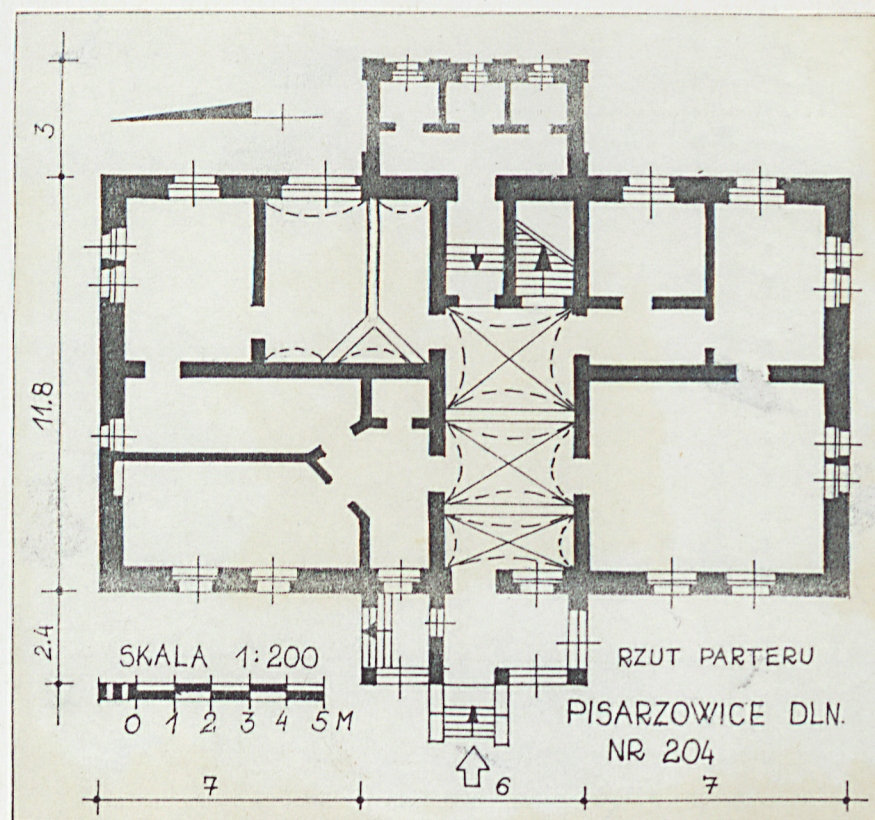 3
11.8
2.4
SKALA 1:200
0 1 2 3 4 5 M
RZUT PARTERU
PISARZOWICE DLN.
NR 204
7 6 7